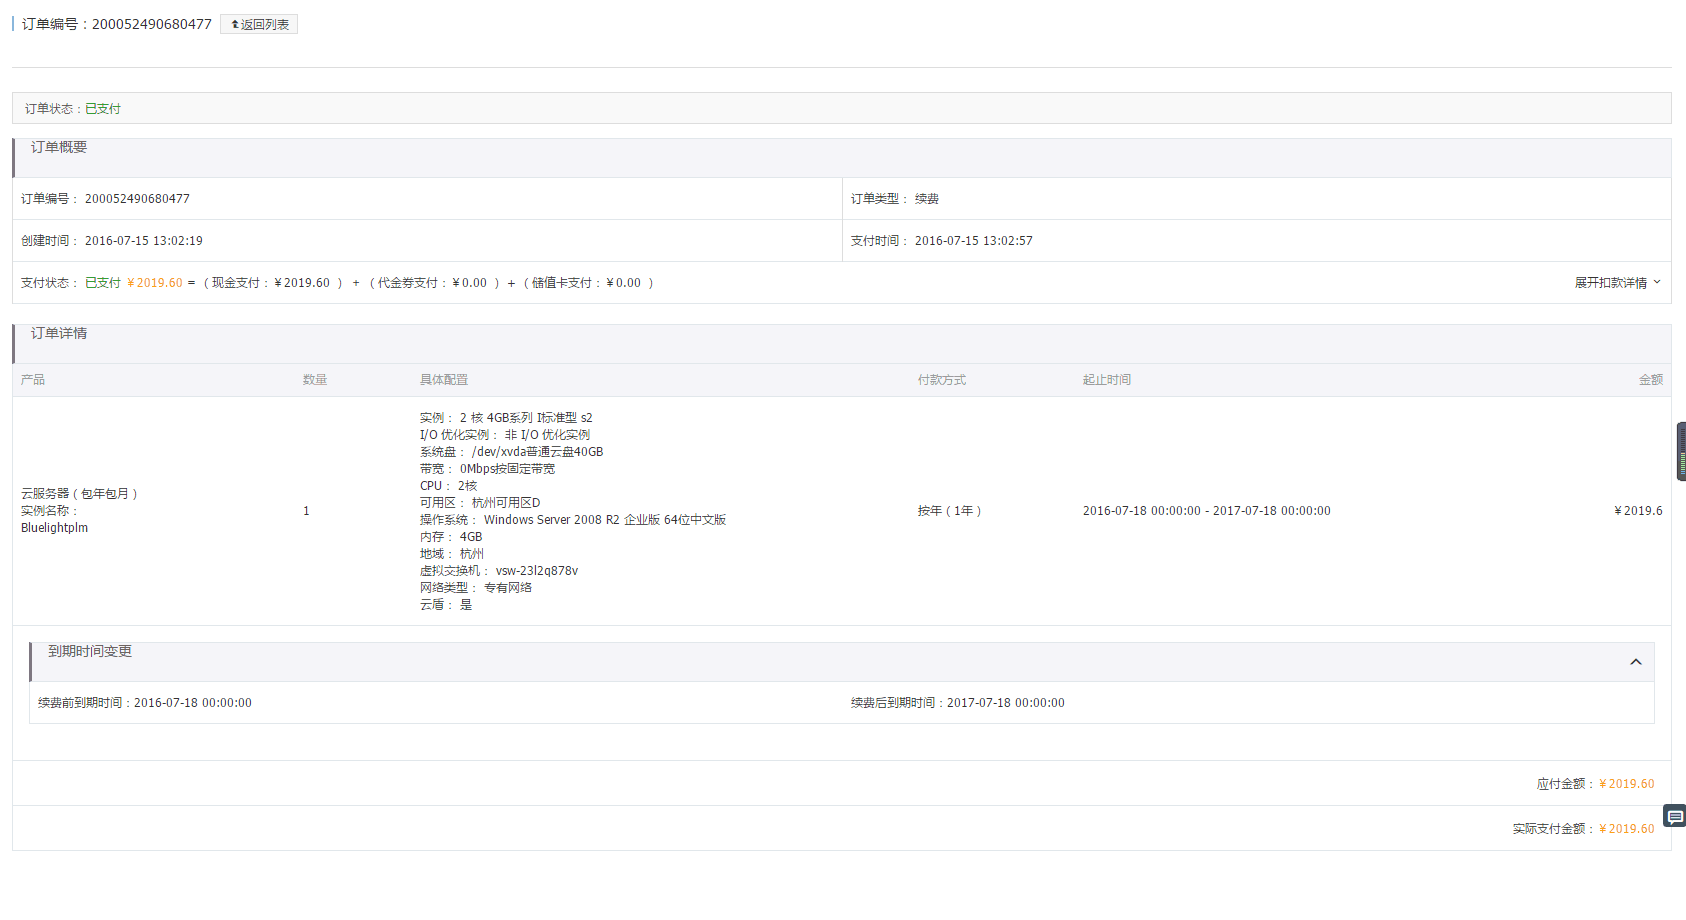 订单编号：200052490680477 返回列表
订单状态：已支付
订单概要
订单编号： 200052490680477 订单类型： 续费
创建时间： 2016-07-15 13:02:19 支付时间： 2016-07-15 13:02:57
支付状态： 已支付 ￥2019.60 = （ 现金支付：￥2019.60 ） + （ 代金券支付：￥0.00 ） + （ 储值卡支付：￥0.00 ） 展开扣款详情
订单详情
产品 数量 具体配置 付款方式 起止时间 金额
云服务器（ 包年包月 ）
实例名称：
Bluelightplm
1
实例： 2 核 4GB系列 I标准型 s2
I/O 优化实例： 非 I/O 优化实例
系统盘： /dev/xvda普通云盘40GB
带宽： 0Mbps按固定带宽
CPU： 2核
可用区： 杭州可用区D
操作系统： Windows Server 2008 R2 企业版 64位中文版
内存： 4GB
地域： 杭州
虚拟交换机： vsw-23l2q878v
网络类型： 专有网络
云盾： 是
按年（ 1年 ）
2016-07-18 00:00:00 - 2017-07-18 00:00:00
￥2019.6
到期时间变更
续费前到期时间：2016-07-18 00:00:00 续费后到期时间：2017-07-18 00:00:00
应付金额：￥2019.60
实际支付金额：￥2019.60